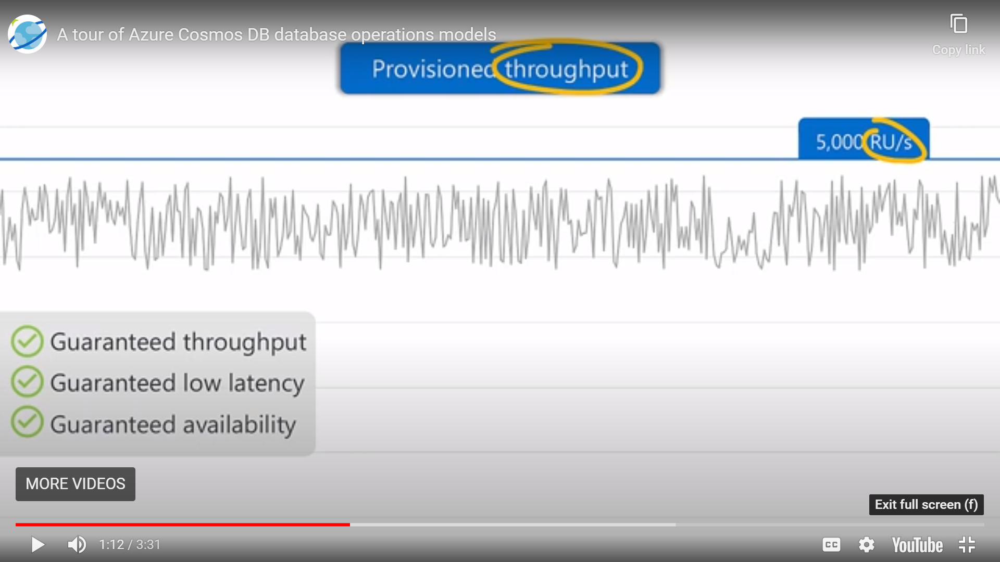 A tour of Azure Cosmos DB database operations models
Copy link
Provisioned throughput
5,000 RU/s
Guaranteed throughput
Guaranteed low latency
Guaranteed availability
MORE VIDEOS
Exit full screen (f)
1:12 / 3:31
CC
YouTube